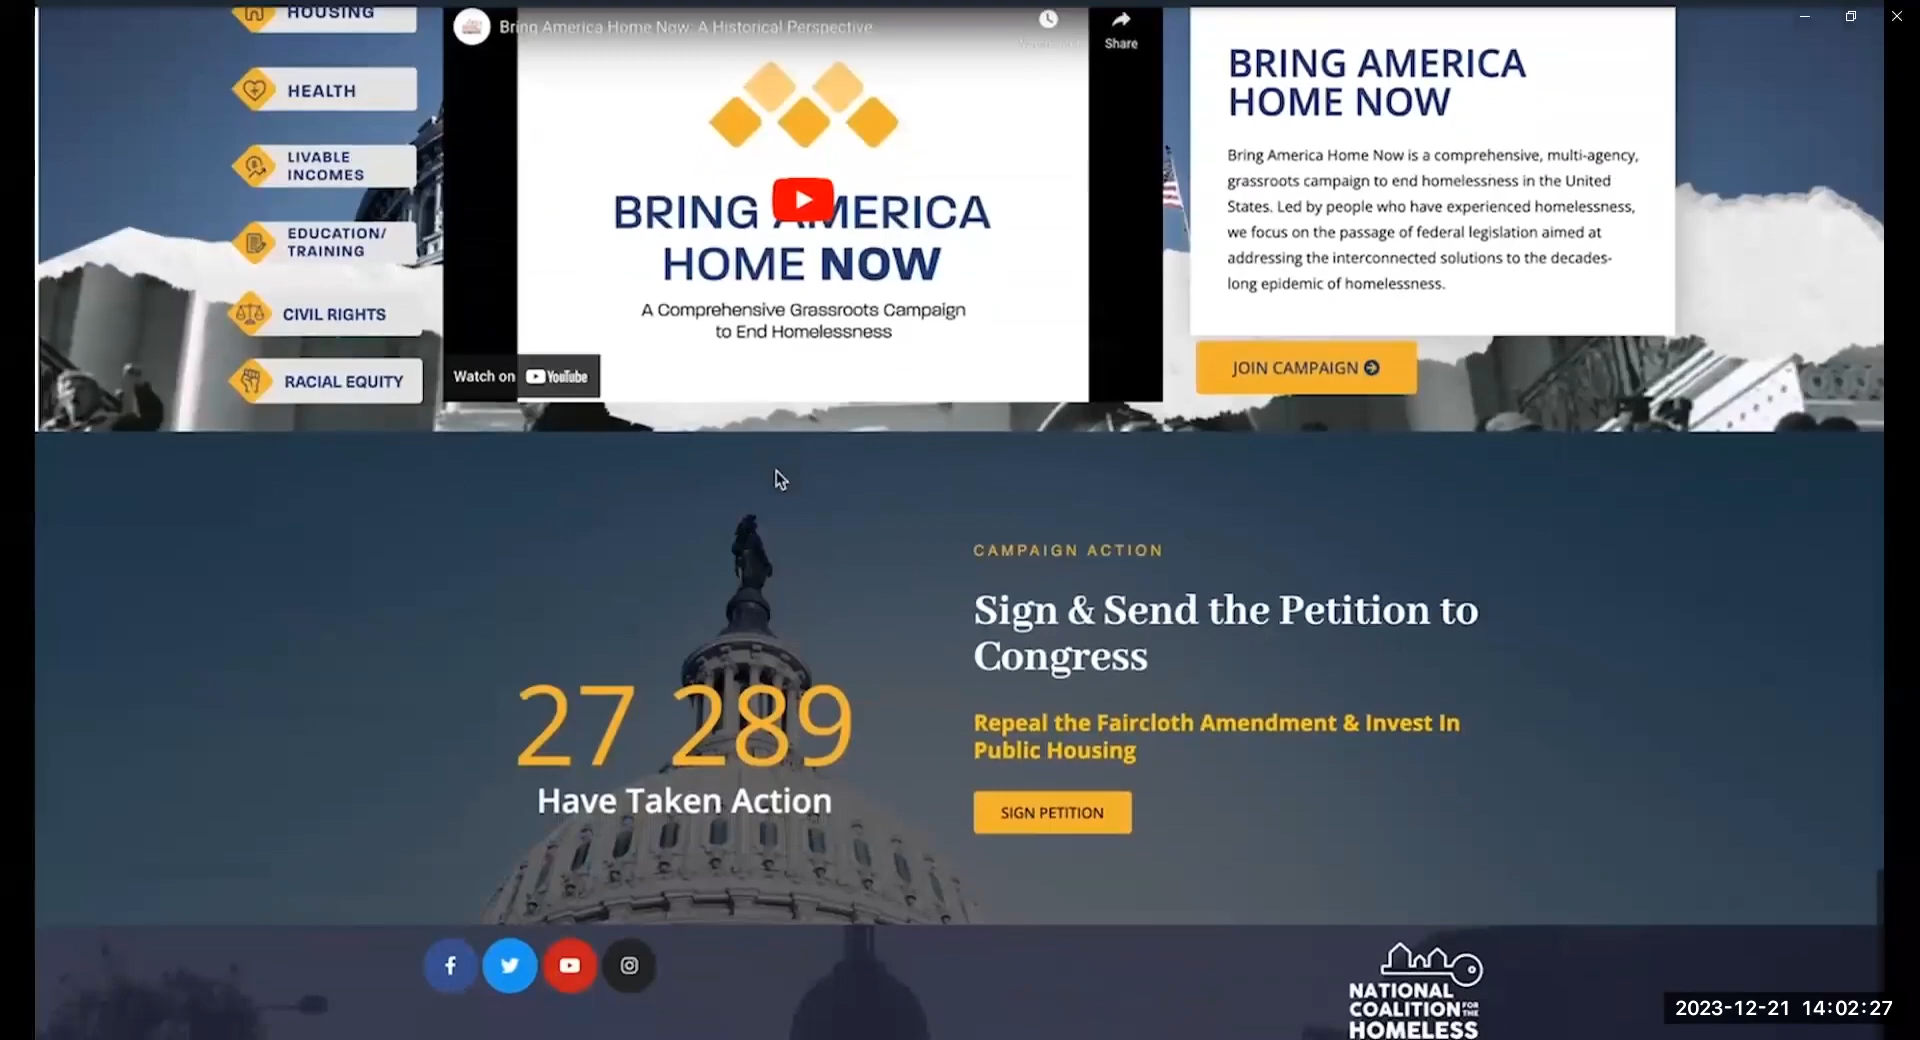 HOUSING
HEALTH
LIVABLE
INCOMES
EDUCATION/
TRAINING
CIVIL RIGHTS
RACIAL EQUITY
Bring America Home Now: A Historical Perspective
Share
BRING AMERICA
HOME NOW
A Comprehensive Grassroots Campaign
to End Homelessness
Watch on YouTube
BRING AMERICA
HOME NOW
Bring America Home Now is a comprehensive, multi-agency,
grassroots campaign to end homelessness in the United
States. Led by people who have experienced homelessness,
we focus on the passage of federal legislation aimed at
addressing the interconnected solutions to the decades-
long epidemic of homelessness.
JOIN CAMPAIGN
27 289
Have Taken Action
CAMPAIGN ACTION
Sign & Send the Petition to
Congress
Repeal the Faircloth Amendment & Invest In
Public Housing
SIGN PETITION
NATIONAL
COALITION FOR THE
HOMELESS
2023-12-21 14:02:27